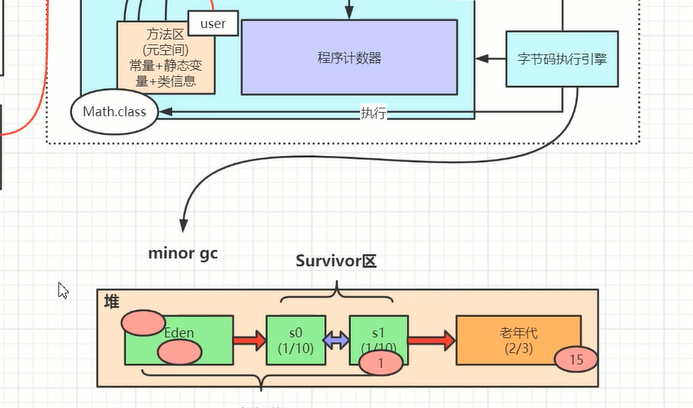 user
方法区
(元空间)
常量+静态变
量+类信息
程序计数器
字节码执行引擎
Math.class
执行
minor gc
Survivor区
堆
Eden
s0
(1/10)
s1
(1/10)
1
老年代
(2/3)
15